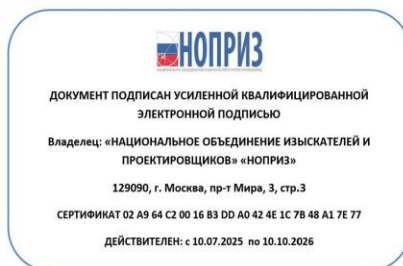 НОПРИЗ
ДОКУМЕНТ ПОДПИСАН УСИЛЕННОЙ КВАЛИФИЦИРОВАННОЙ
ЭЛЕКТРОННОЙ ПОДПИСЬЮ
Владелец: «НАЦИОНАЛЬНОЕ ОБЪЕДИНЕНИЕ ИЗЫСКАТЕЛЕЙ И
ПРОЕКТИРОВЩИКОВ» «НОПРИЗ»
129090, г. Москва, пр-т Мира, 3, стр.3
СЕРТИФИКАТ 02 A9 64 C2 00 16 B3 DD A0 42 4E 1C 7B 48 A1 7E 77
ДЕЙСТВИТЕЛЕН: с 10.07.2025 по 10.10.2026